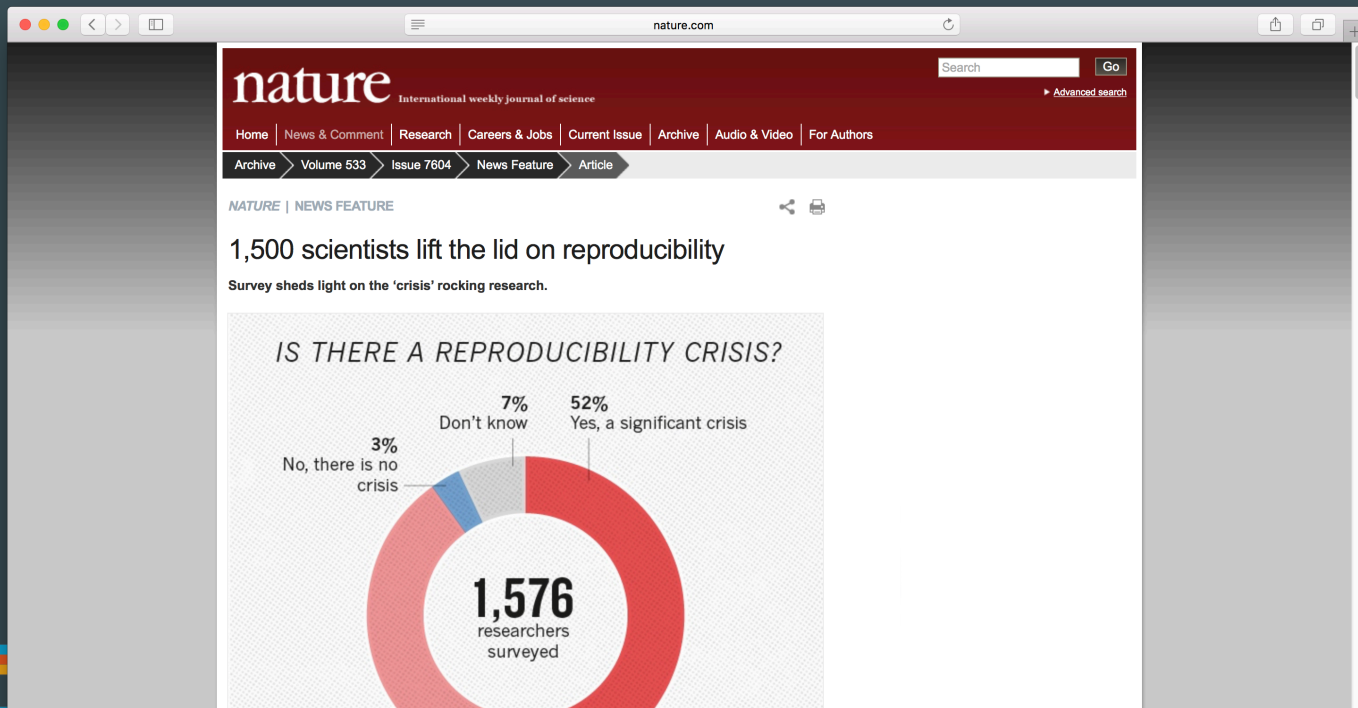 nature.com
nature International weekly journal of science
Search
Go
Advanced search
Home News & Comment Research Careers & Jobs Current Issue Archive Audio & Video For Authors
Archive Volume 533 Issue 7604 News Feature Article
NATURE | NEWS FEATURE
1,500 scientists lift the lid on reproducibility
Survey sheds light on the ‘crisis’ rocking research.
IS THERE A REPRODUCIBILITY CRISIS?
7%
Don’t know
52%
Yes, a significant crisis
3%
No, there is no
crisis
1,576
researchers
surveyed